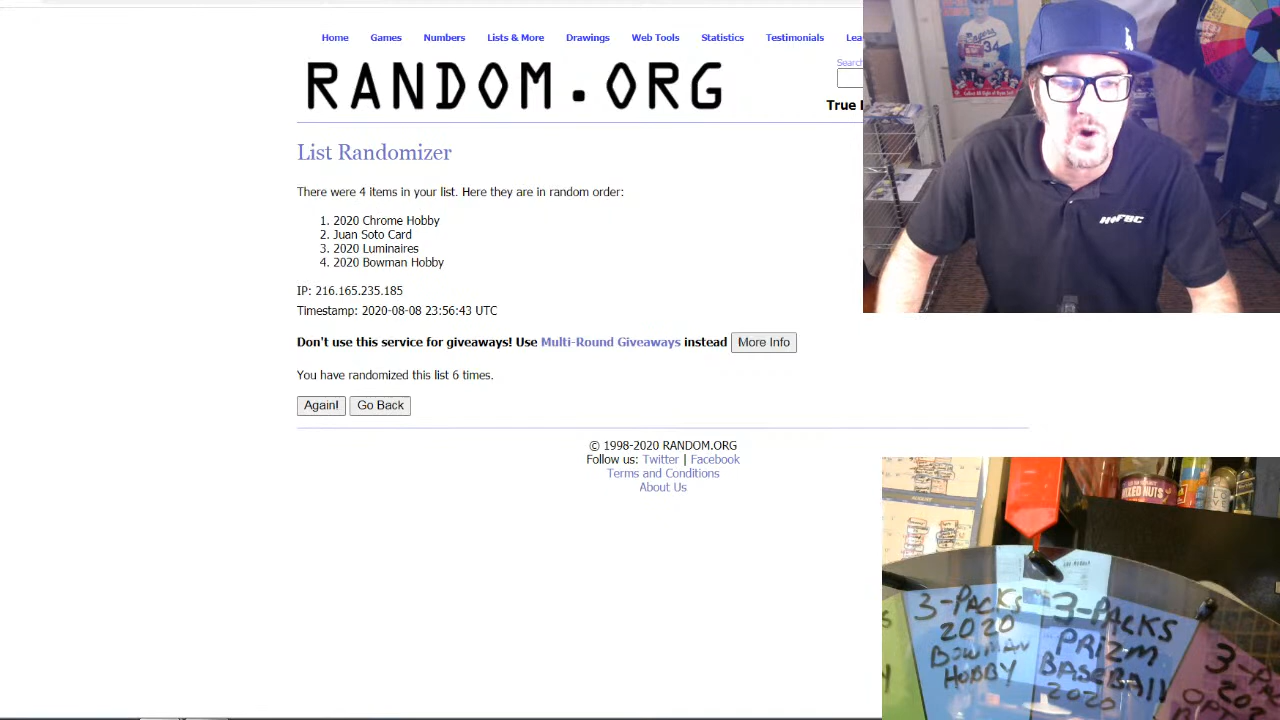 Home Games Numbers Lists & More Drawings Web Tools Statistics Testimonials
RANDOM.ORG
Search
True
List Randomizer
There were 4 items in your list. Here they are in random order:
1. 2020 Chrome Hobby
2. Juan Soto Card
3. 2020 Luminaires
4. 2020 Bowman Hobby
IP: 216.165.235.185
Timestamp: 2020-08-08 23:56:43 UTC
Don't use this service for giveaways! Use Multi-Round Giveaways instead More Info
You have randomized this list 6 times.
Again! Go Back
© 1998-2020 RANDOM.ORG
Follow us: Twitter | Facebook
Terms and Conditions
About Us
34
H♦FBC
MIXED NUTS
3-PACKS
2020
BOWMAN
HOBBY
3-PACKS
PRiZM
BASEBAll
2020